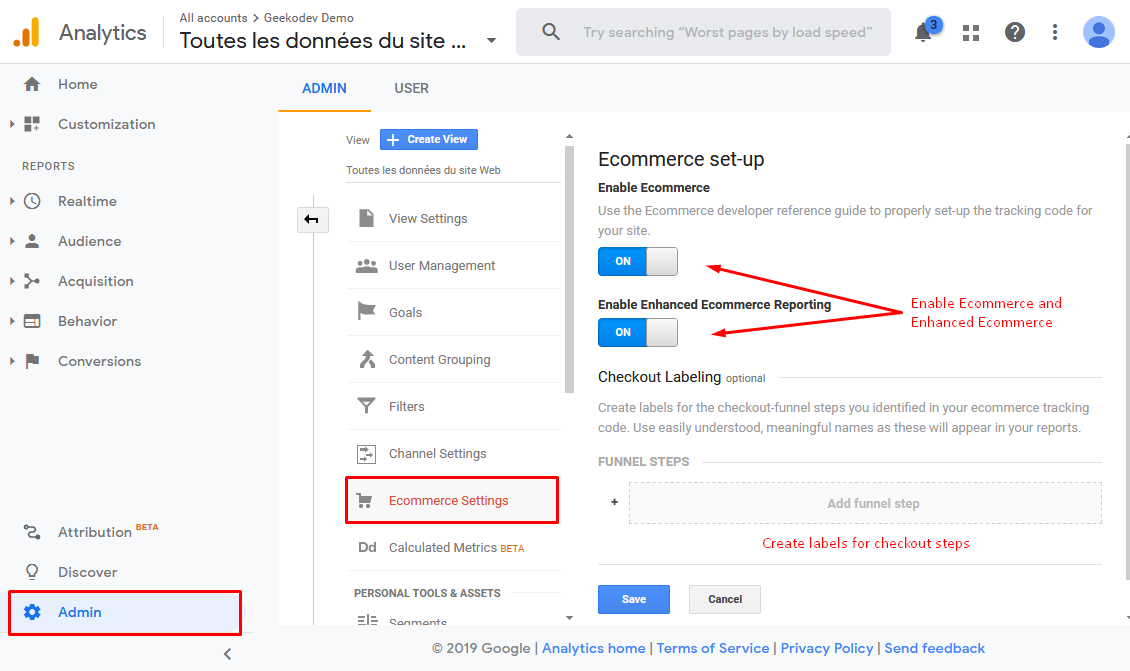 Analytics
All accounts > Geekodev Demo
Toutes les données du site ...
Try searching “Worst pages by load speed”
3
Home
Customization
REPORTS
Realtime
Audience
Acquisition
Behavior
Conversions
Attribution BETA
Discover
Admin
ADMIN
USER
View
Create View
Toutes les données du site Web
View Settings
User Management
Goals
Content Grouping
Filters
Channel Settings
Ecommerce Settings
Dd Calculated Metrics BETA
PERSONAL TOOLS & ASSETS
Segments
Ecommerce set-up
Enable Ecommerce
Use the Ecommerce developer reference guide to properly set-up the tracking code for
your site.
ON
Enable Enhanced Ecommerce Reporting
ON
Enable Ecommerce and
Enhanced Ecommerce
Checkout Labeling optional
Create labels for the checkout-funnel steps you identified in your ecommerce tracking
code. Use easily understood, meaningful names as these will appear in your reports.
FUNNEL STEPS
+ Add funnel step
Create labels for checkout steps
Save
Cancel
© 2019 Google | Analytics home | Terms of Service | Privacy Policy | Send feedback